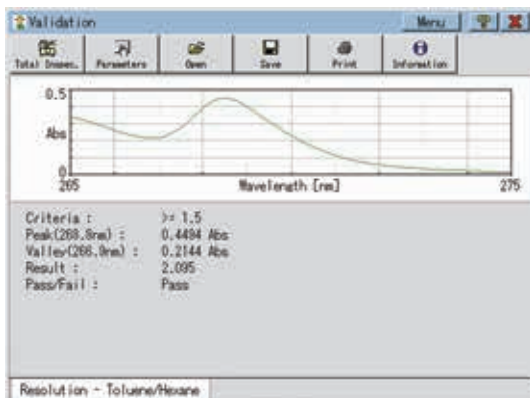 Validation Menu
Total Inspec. Parameters Open Save Print Information
0.5
Abs
0
265 Wavelength [nm] 275
Criteria : >= 1.5
Peak(268.8nm) : 0.4494 Abs
Valley(266.9nm) : 0.2144 Abs
Result : 2.095
Pass/Fail : Pass
Resolution - Toluene/Hexane